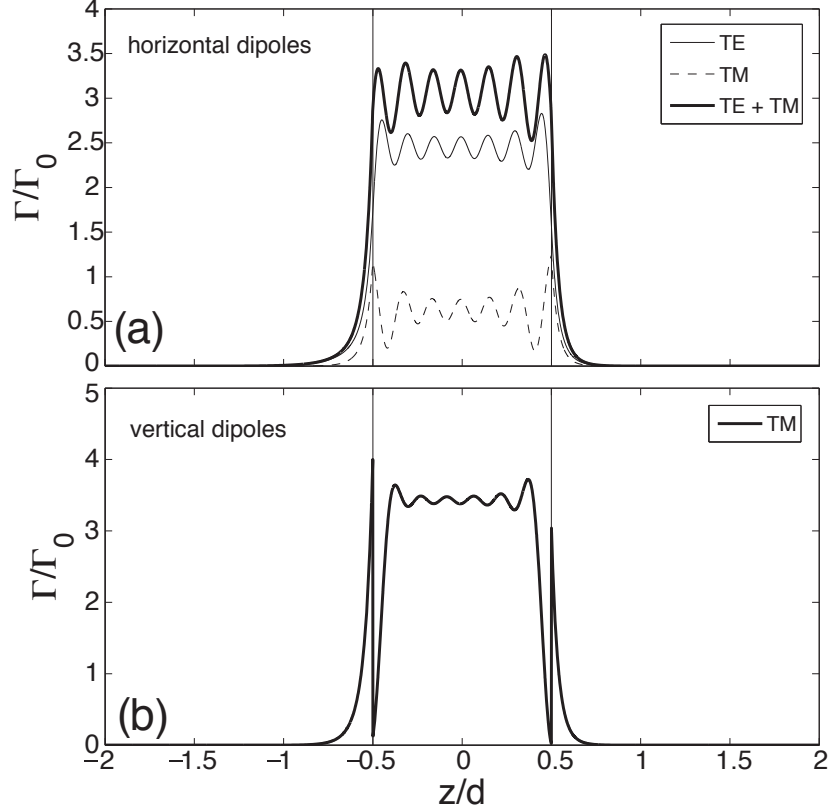 horizontal dipoles
TE
TM
TE + TM
4
3.5
3
2.5
2
1.5
1
0.5
0
Γ/Γ0
(a)
vertical dipoles
TM
5
4
3
2
1
0
Γ/Γ0
(b)
−2 −1.5 −1 −0.5 0 0.5 1 1.5 2
z/d